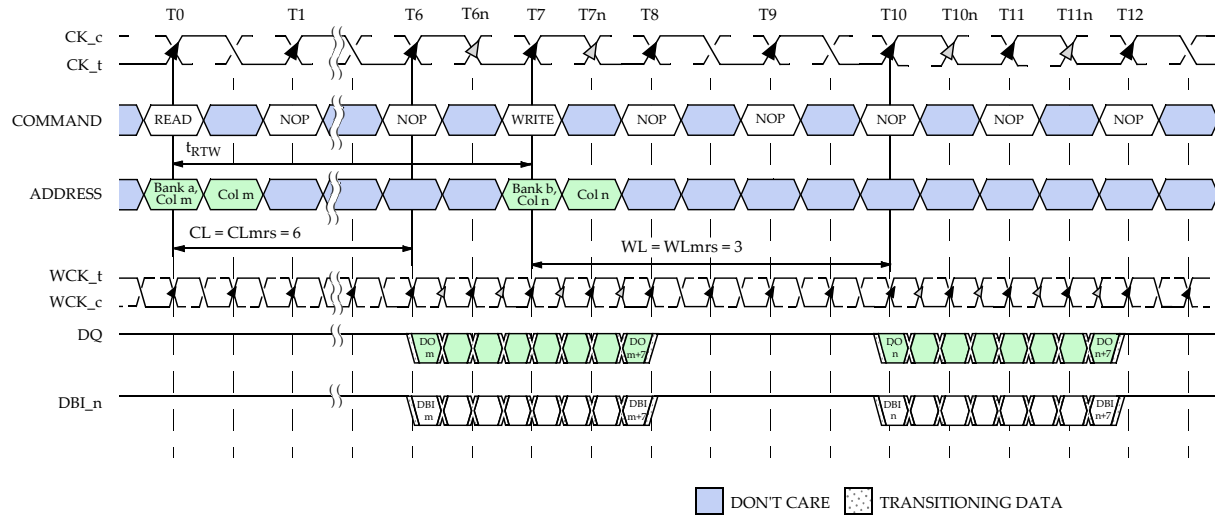 T0 T1 T6 T6n T7 T7n T8 T9 T10 T10n T11 T11n T12
CK_c
CK_t
COMMAND READ NOP NOP WRITE NOP NOP NOP NOP NOP
tRTW
ADDRESS Bank a, Col m Bank b, Col n
Col m Col n
CL = CLmrs = 6 WL = WLmrs = 3
WCK_t
WCK_c
DQ DO DO DO DO
m m+7 n n+7
DBI_n DBI DBI DBI DBI
m m+7 n n+7
DON'T CARE TRANSITIONING DATA